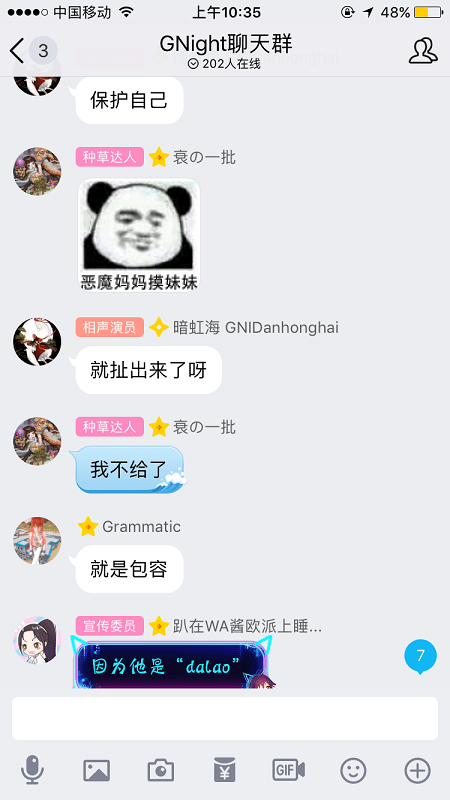 中国移动 上午10:35 48%
3 GNight聊天群
202人在线
保护自己
种草达人 衰の一批
恶魔妈妈摸妹妹
相声演员 暗虹海 GNIDanhonghai
就扯出来了呀
种草达人 衰の一批
我不给了
Grammatic
就是包容
宣传委员 趴在WA酱欧派上睡...
因为他是“dalao”
7
¥
GIF